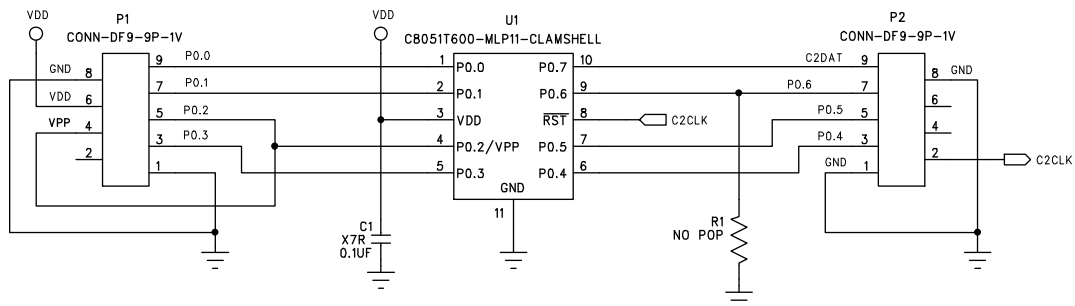 VDD
P1
CONN-DF9-9P-1V
GND
8
VDD
6
VPP
4
2
9
P0.0
7
P0.1
5
P0.2
3
P0.3
1
VDD
C1
X7R
0.1UF
U1
C8051T600-MLP11-CLAMSHELL
1
P0.0
2
P0.1
3
VDD
4
P0.2/VPP
5
P0.3
P0.7
10
P0.6
9
RST
8
P0.5
7
P0.4
6
GND
11
C2CLK
R1
NO POP
P2
CONN-DF9-9P-1V
C2DAT
9
P0.6
7
P0.5
5
P0.4
3
GND
1
8
GND
6
4
2
C2CLK